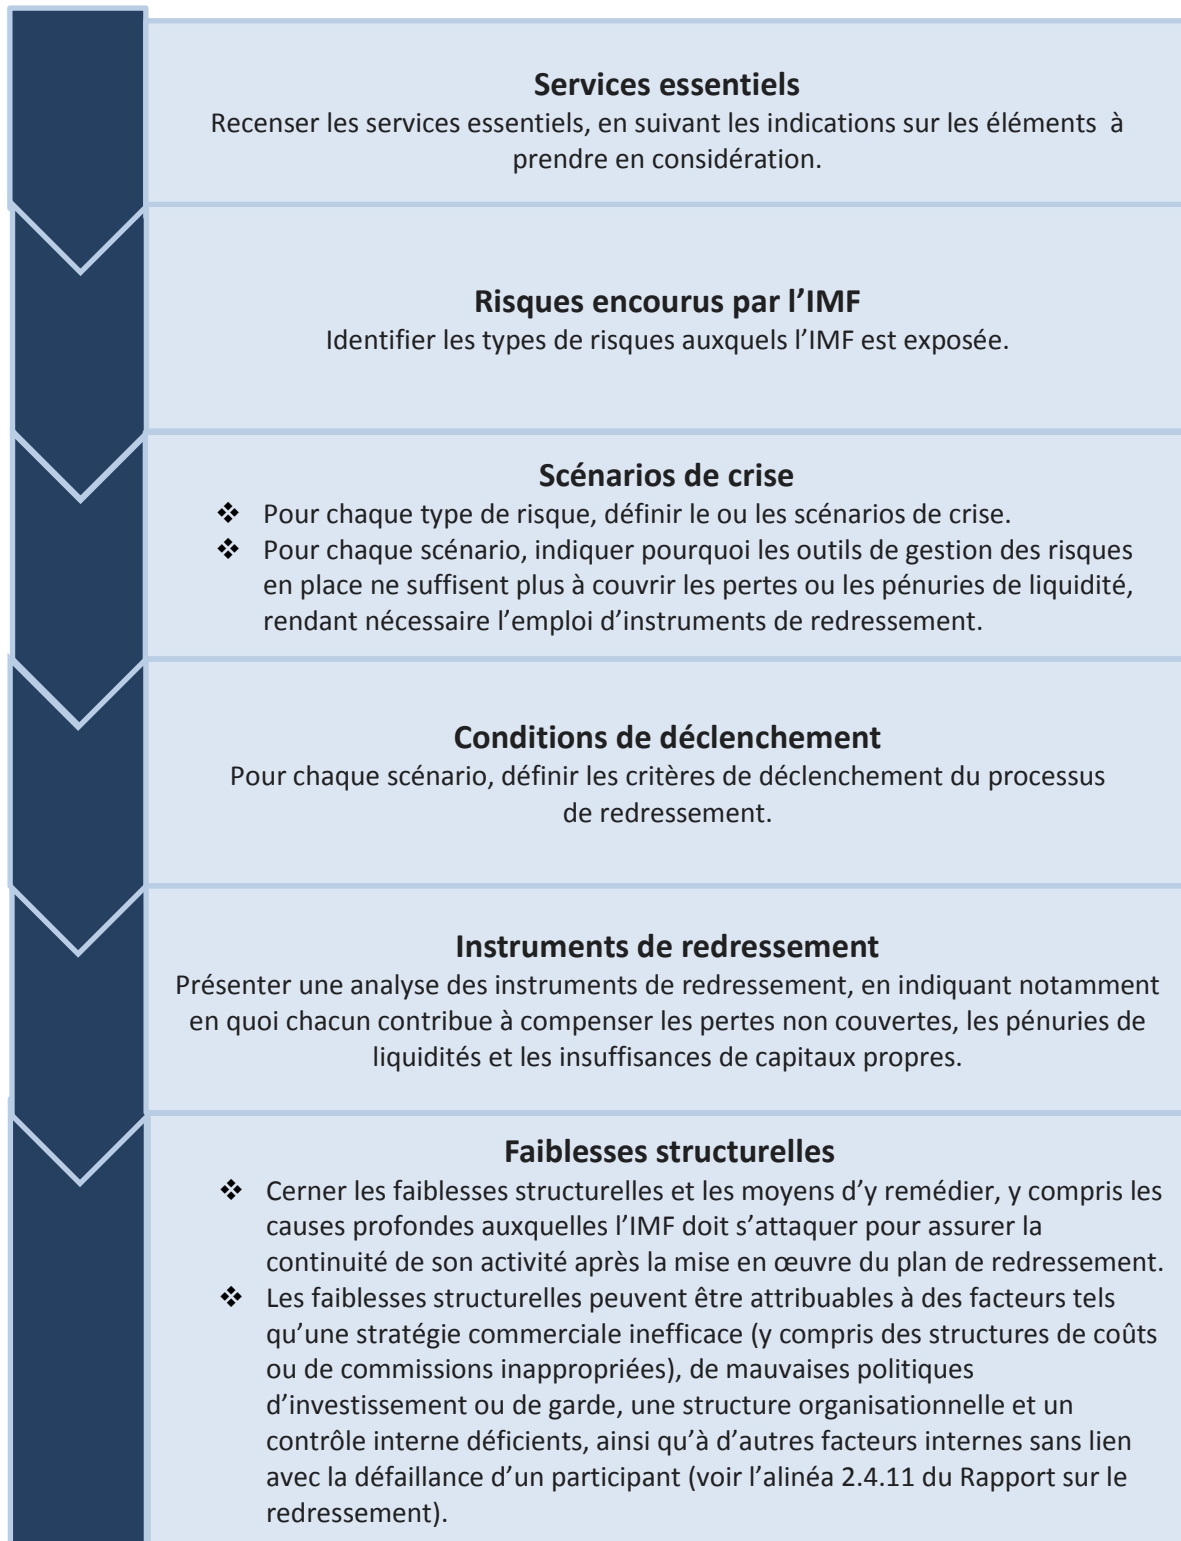 Services essentiels
Recenser les services essentiels, en suivant les indications sur les éléments à
prendre en considération.
Risques encourus par l’IMF
Identifier les types de risques auxquels l’IMF est exposée.
Scénarios de crise
❖ Pour chaque type de risque, définir le ou les scénarios de crise.
❖ Pour chaque scénario, indiquer pourquoi les outils de gestion des risques
en place ne suffisent plus à couvrir les pertes ou les pénuries de liquidité,
rendant nécessaire l’emploi d’instruments de redressement.
Conditions de déclenchement
Pour chaque scénario, définir les critères de déclenchement du processus
de redressement.
Instruments de redressement
Présenter une analyse des instruments de redressement, en indiquant notamment
en quoi chacun contribue à compenser les pertes non couvertes, les pénuries de
liquidités et les insuffisances de capitaux propres.
Faiblesses structurelles
❖ Cerner les faiblesses structurelles et les moyens d’y remédier, y compris les
causes profondes auxquelles l’IMF doit s’attaquer pour assurer la
continuité de son activité après la mise en œuvre du plan de redressement.
❖ Les faiblesses structurelles peuvent être attribuables à des facteurs tels
qu’une stratégie commerciale inefficace (y compris des structures de coûts
ou de commissions inappropriées), de mauvaises politiques
d’investissement ou de garde, une structure organisationnelle et un
contrôle interne déficients, ainsi qu’à d’autres facteurs internes sans lien
avec la défaillance d’un participant (voir l’alinéa 2.4.11 du Rapport sur le
redressement).